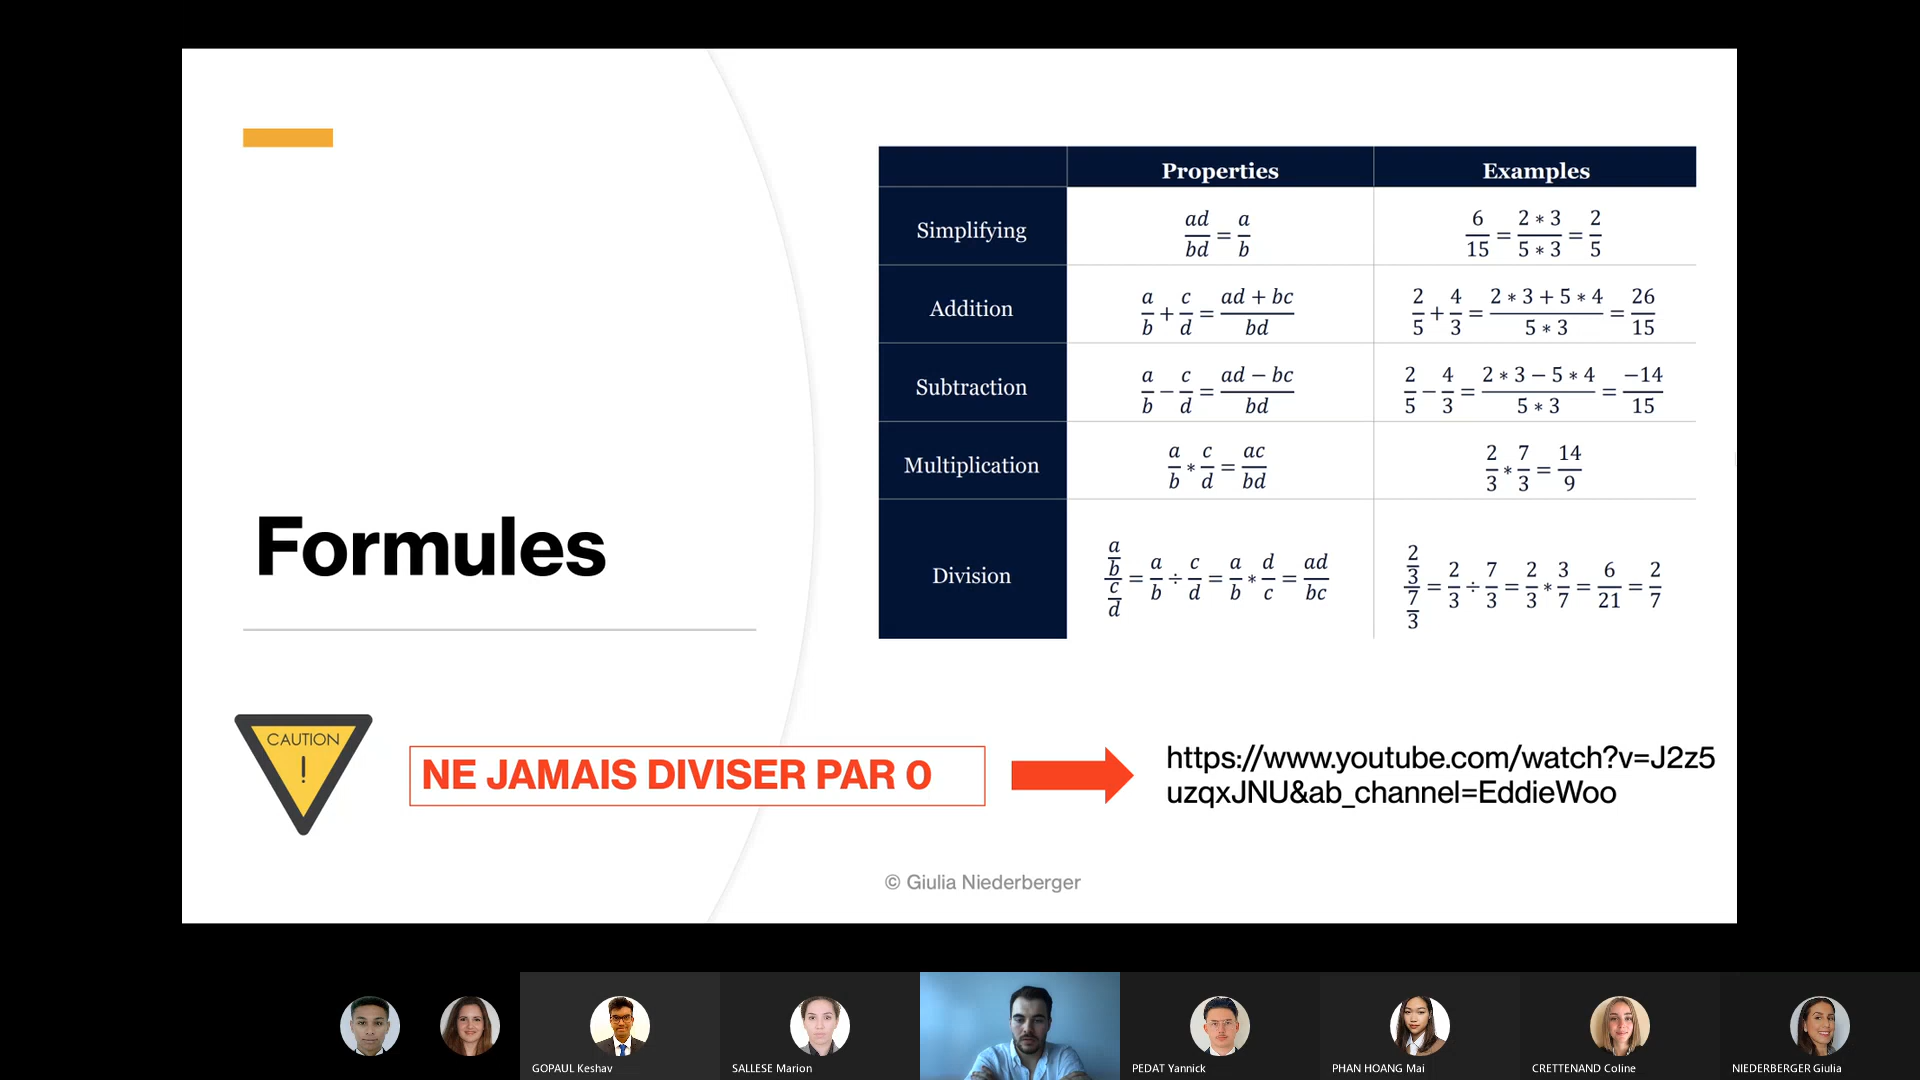 Properties Examples
Simplifying ad/bd = a/b 6/15 = 2 * 3/5 * 3 = 2/5
Addition a/b + c/d = ad + bc/bd 2/5 + 4/3 = 2 * 3 + 5 * 4/5 * 3 = 26/15
Subtraction a/b − c/d = ad − bc/bd 2/5 − 4/3 = 2 * 3 − 5 * 4/5 * 3 = −14/15
Multiplication a/b * c/d = ac/bd 2/3 * 7/3 = 14/9
Division a/b/c/d = a/b ÷ c/d = a/b * d/c = ad/bc 2/3/7/3 = 2/3 ÷ 7/3 = 2/3 * 3/7 = 6/21 = 2/7
Formules
CAUTION
!
NE JAMAIS DIVISER PAR 0
https://www.youtube.com/watch?v=J2z5
uzqxJNU&ab_channel=EddieWoo
© Giulia Niederberger
GOPAUL Keshav
SALLESE Marion
PEDAT Yannick
PHAN HOANG Mai
CRETTENAND Coline
NIEDERBERGER Giulia